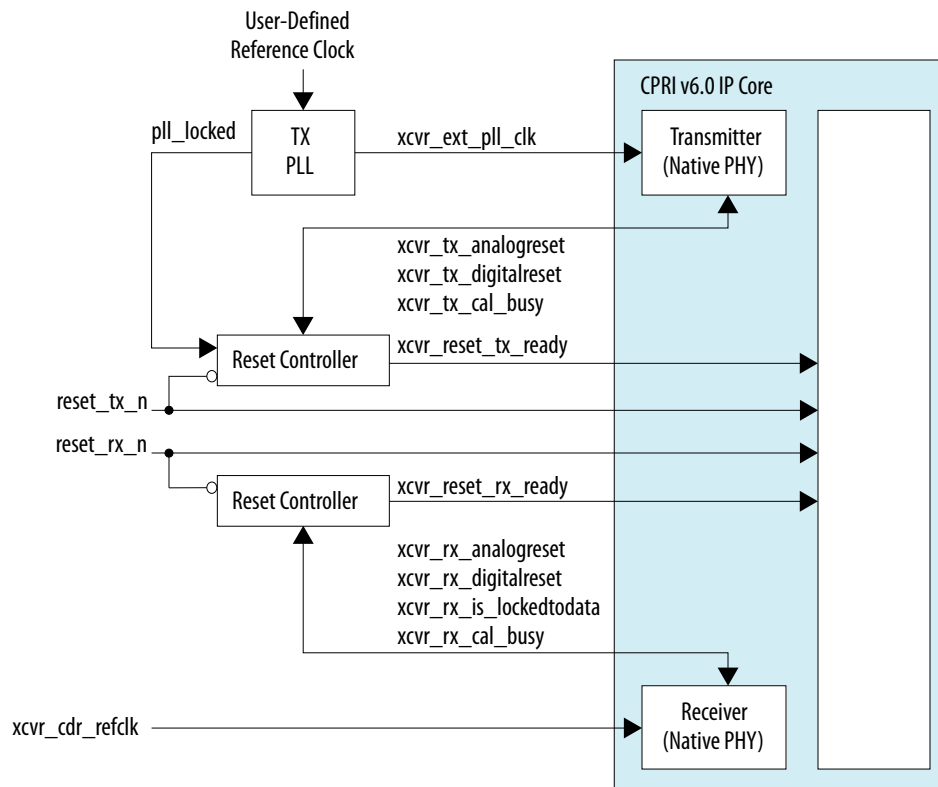 User-Defined
Reference Clock
CPRI v6.0 IP Core
pll_locked
TX
PLL
xcvr_ext_pll_clk
Transmitter
(Native PHY)
xcvr_tx_analogreset
xcvr_tx_digitalreset
xcvr_tx_cal_busy
Reset Controller
xcvr_reset_tx_ready
reset_tx_n
reset_rx_n
Reset Controller
xcvr_reset_rx_ready
xcvr_rx_analogreset
xcvr_rx_digitalreset
xcvr_rx_is_lockedtodata
xcvr_rx_cal_busy
xcvr_cdr_refclk
Receiver
(Native PHY)